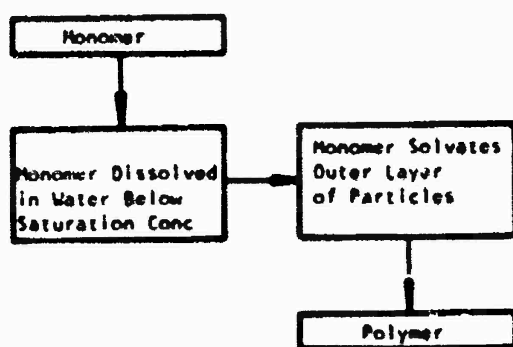 Monomer
Monomer Dissolved
in Water Below
Saturation Conc
Monomer Solvates
Outer Layer
of Particles
Polymer